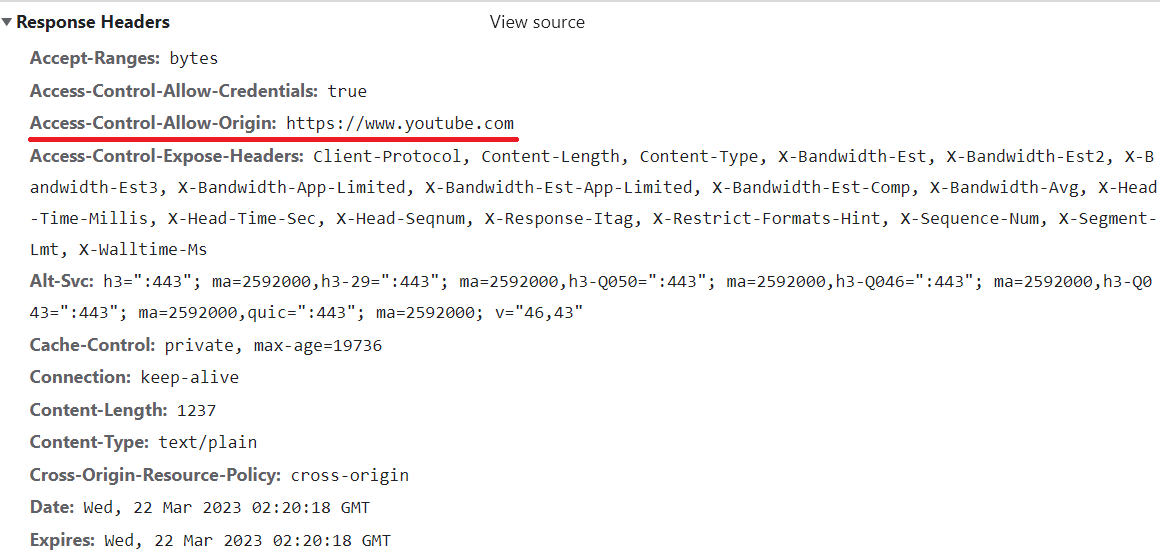 Response Headers View source
Accept-Ranges: bytes
Access-Control-Allow-Credentials: true
Access-Control-Allow-Origin: https://www.youtube.com
Access-Control-Expose-Headers: Client-Protocol, Content-Length, Content-Type, X-Bandwidth-Est, X-Bandwidth-Est2, X-B
andwidth-Est3, X-Bandwidth-App-Limited, X-Bandwidth-Est-App-Limited, X-Bandwidth-Est-Comp, X-Bandwidth-Avg, X-Head
-Time-Millis, X-Head-Time-Sec, X-Head-Seqnum, X-Response-Itag, X-Restrict-Formats-Hint, X-Sequence-Num, X-Segment-
Lmt, X-Walltime-Ms
Alt-Svc: h3=":443"; ma=2592000,h3-29=":443"; ma=2592000,h3-Q050=":443"; ma=2592000,h3-Q046=":443"; ma=2592000,h3-Q0
43=":443"; ma=2592000,quic=":443"; ma=2592000; v="46,43"
Cache-Control: private, max-age=19736
Connection: keep-alive
Content-Length: 1237
Content-Type: text/plain
Cross-Origin-Resource-Policy: cross-origin
Date: Wed, 22 Mar 2023 02:20:18 GMT
Expires: Wed, 22 Mar 2023 02:20:18 GMT